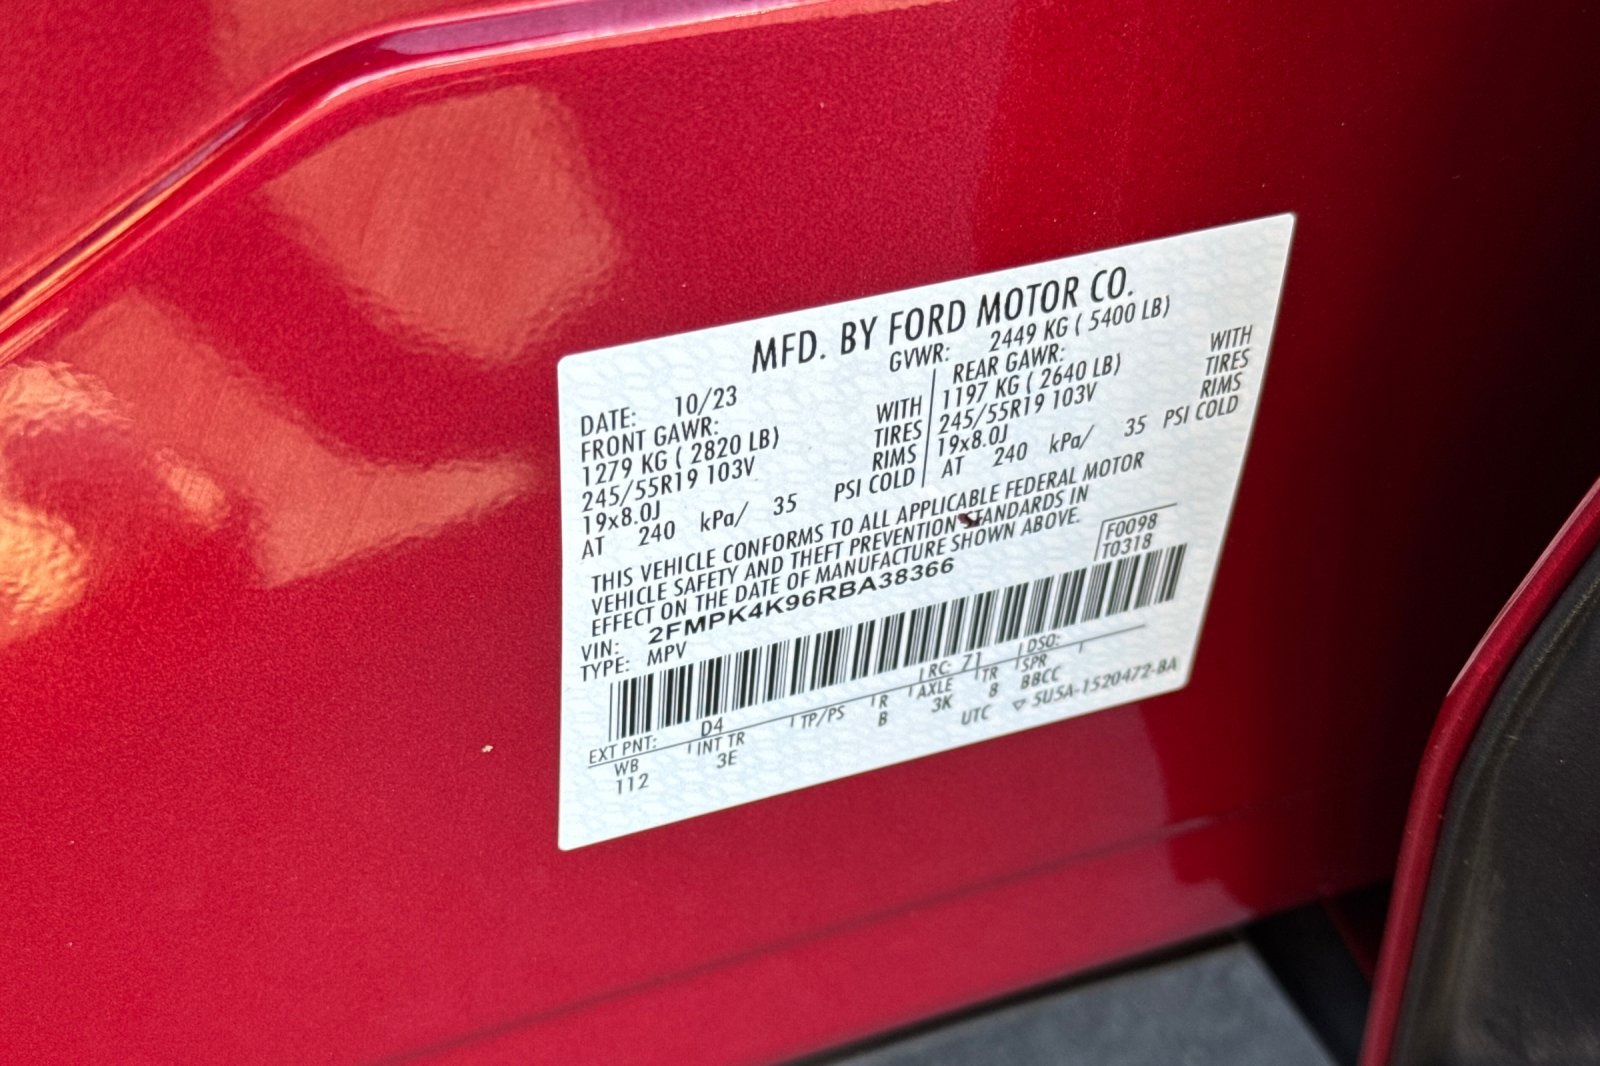 MFD. BY FORD MOTOR CO.
DATE: 10/23 GVWR: 2449 KG ( 5400 LB)
FRONT GAWR: REAR GAWR:
1279 KG ( 2820 LB) WITH 1197 KG ( 2640 LB) WITH
245/55R19 103V TIRES 245/55R19 103V TIRES
19x8.0J RIMS 19x8.0J RIMS
AT 240 kPa/ 35 PSI COLD AT 240 kPa/ 35 PSI COLD
THIS VEHICLE CONFORMS TO ALL APPLICABLE FEDERAL MOTOR
VEHICLE SAFETY AND THEFT PREVENTION STANDARDS IN
EFFECT ON THE DATE OF MANUFACTURE SHOWN ABOVE.
F0098
VIN: 2FMPK4K96RBA38366 T0318
TYPE: MPV
EXT PNT: D4 RC: 71 DSO:
WB INT TR TP/PS R AXLE TR SPR
112 3E B 3K B BBCC
UTC ▽ 5U5A-1520472-BA